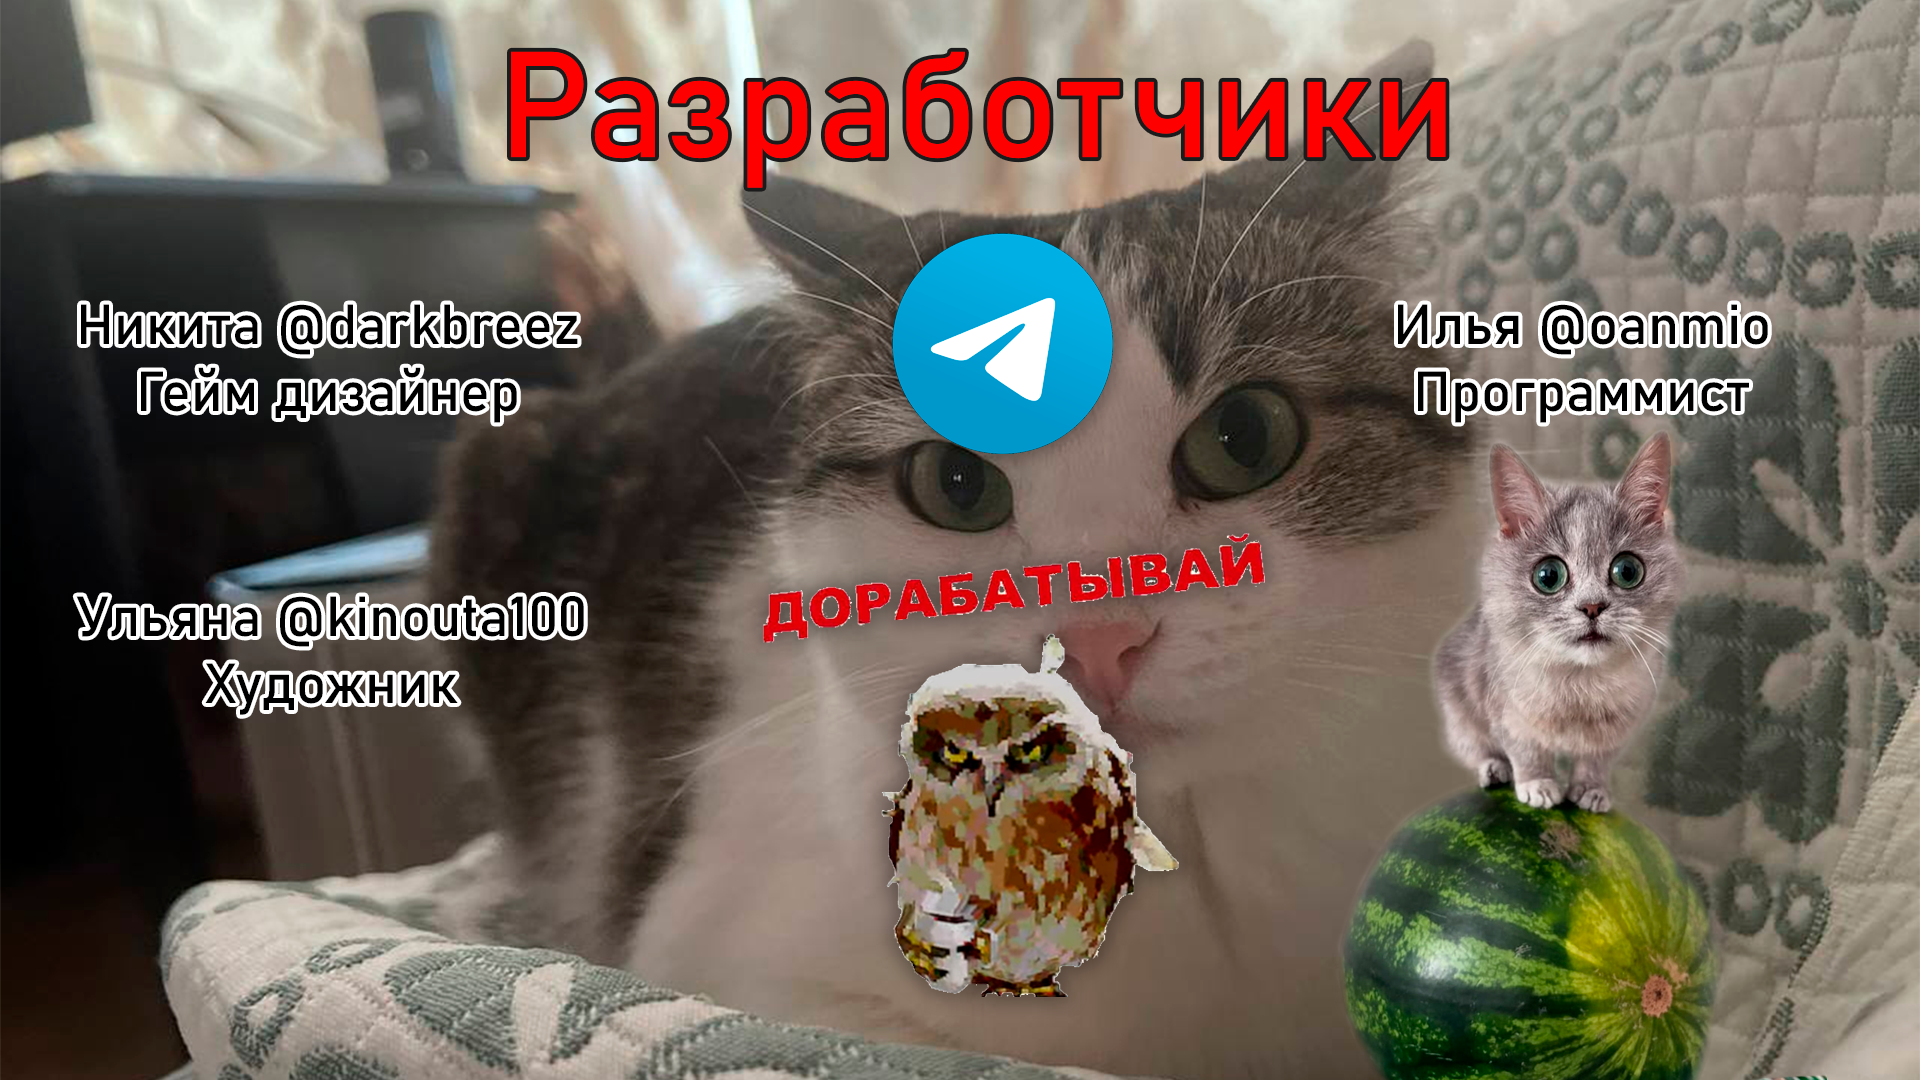 Разработчики
Никита @darkbreez
Гейм дизайнер
Илья @oanmio
Программист
ДОРАБАТЫВАЙ
Ульяна @kinouta100
Художник